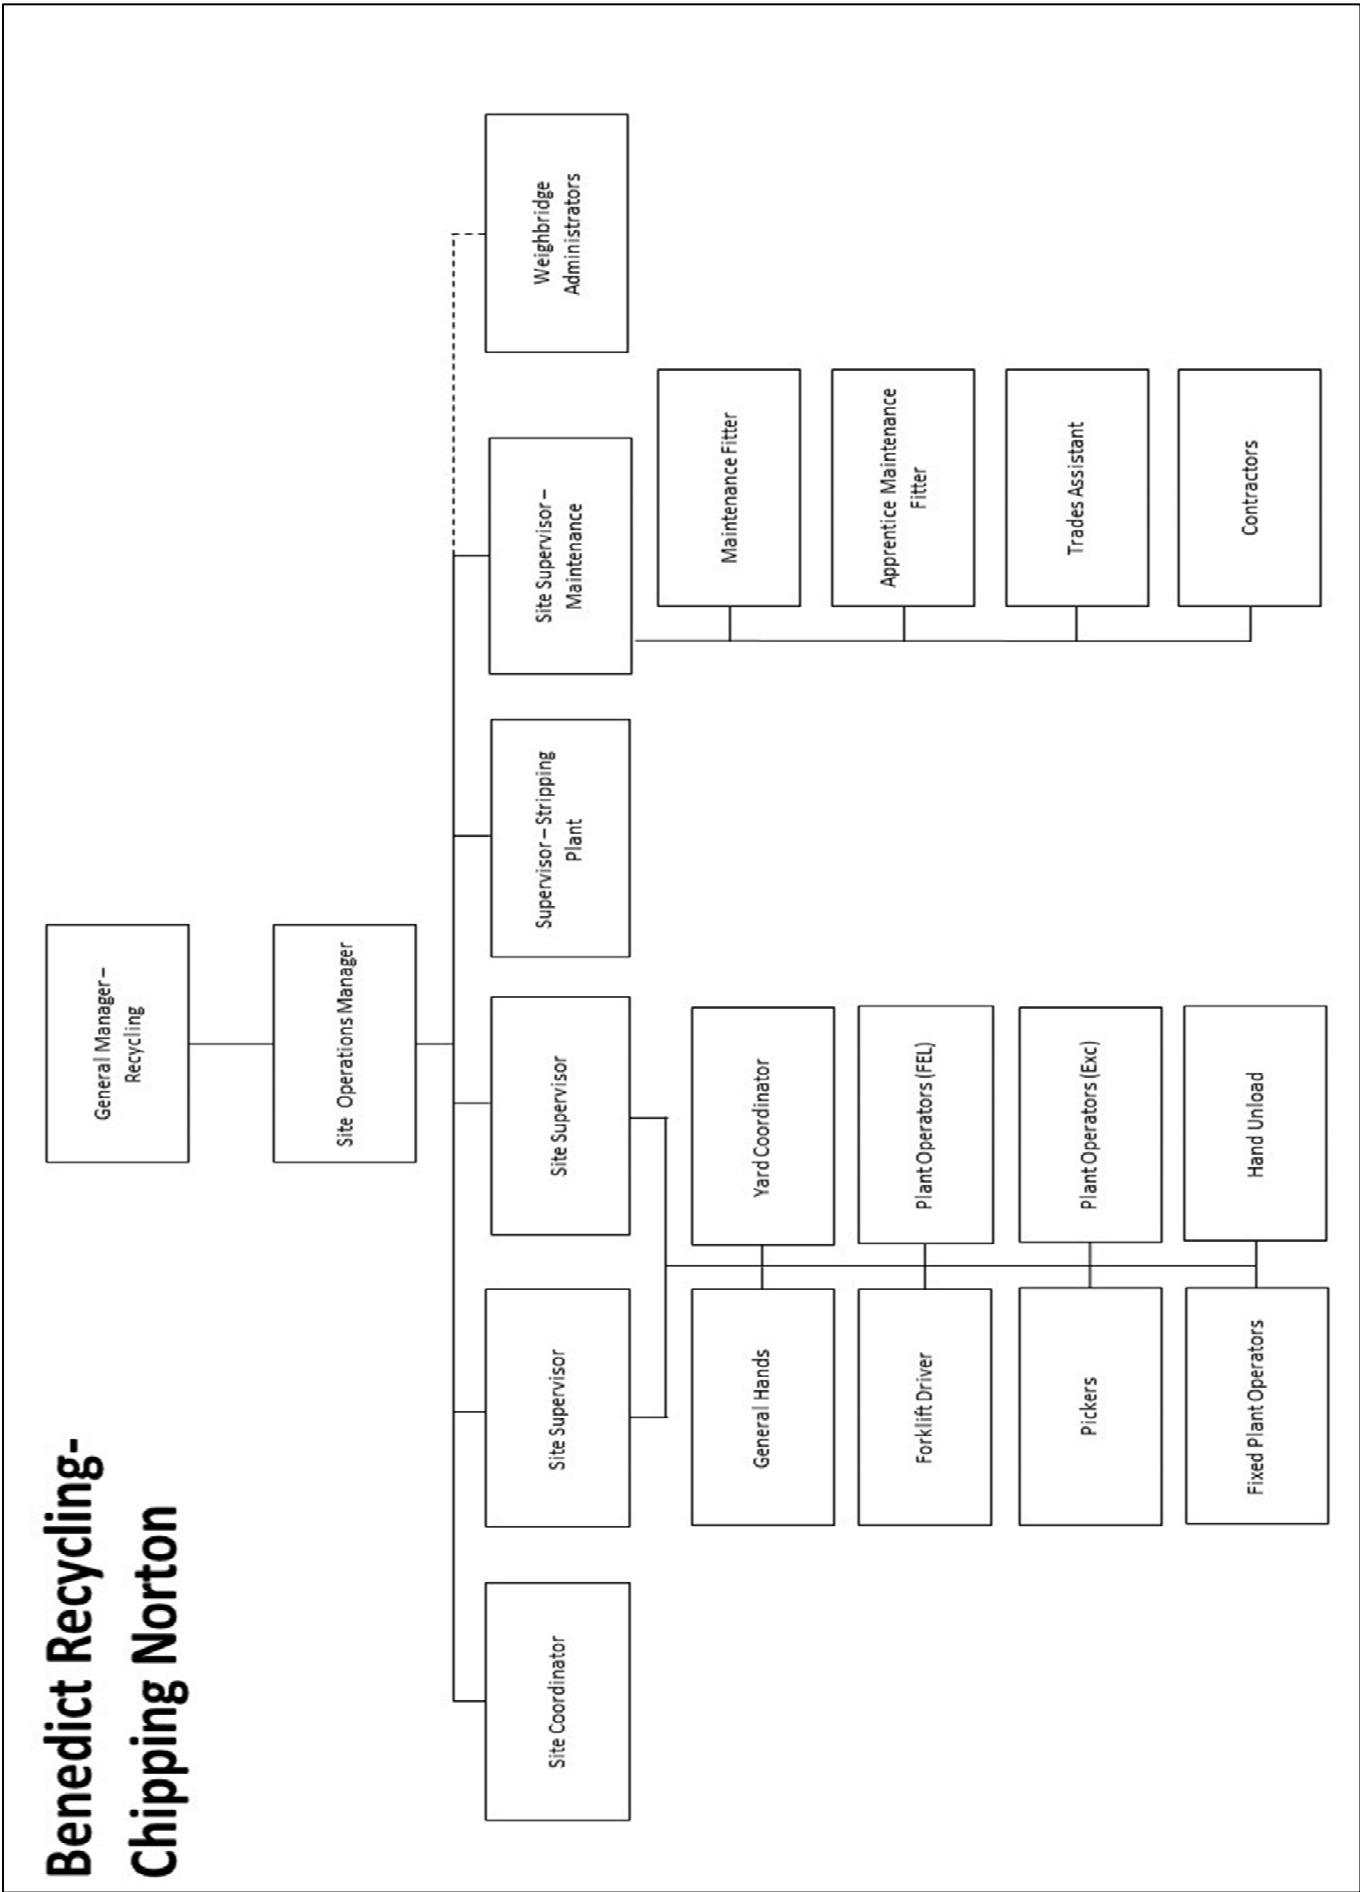 Benedict Recycling-
Chipping Norton
General Manager –
Recycling
Site Operations Manager
Site Coordinator
Site Supervisor
Site Supervisor
Supervisor – Stripping
Plant
Site Supervisor –
Maintenance
Weighbridge
Administrators
General Hands
Yard Coordinator
Forklift Driver
Plant Operators (FEL)
Pickers
Plant Operators (Exc)
Fixed Plant Operators
Hand Unload
Maintenance Fitter
Apprentice Maintenance
Fitter
Trades Assistant
Contractors